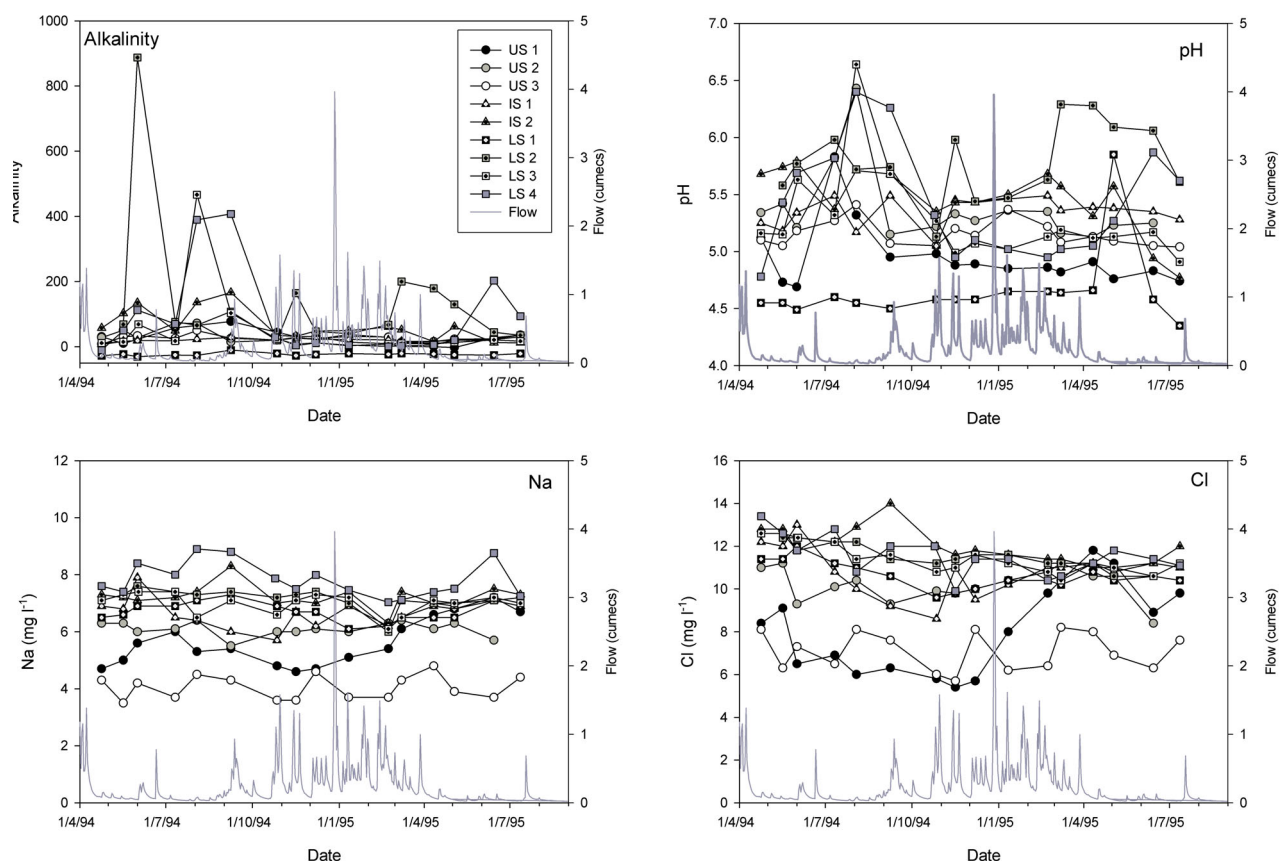 Alkalinity
1000
800
600
400
200
0
Alkalinity
5
4
3
2
1
0
Flow (cumecs)
US 1
US 2
US 3
IS 1
IS 2
LS 1
LS 2
LS 3
LS 4
Flow
1/4/94 1/7/94 1/10/94 1/1/95 1/4/95 1/7/95
Date
pH
7.0
6.5
6.0
5.5
5.0
4.5
4.0
pH
5
4
3
2
1
0
Flow (cumecs)
1/4/94 1/7/94 1/10/94 1/1/95 1/4/95 1/7/95
Date
Na
12
10
8
6
4
2
0
Na (mg l⁻¹)
5
4
3
2
1
0
Flow (cumecs)
1/4/94 1/7/94 1/10/94 1/1/95 1/4/95 1/7/95
Date
Cl
16
14
12
10
8
6
4
2
0
Cl (mg l⁻¹)
5
4
3
2
1
0
Flow (cumecs)
1/4/94 1/7/94 1/10/94 1/1/95 1/4/95 1/7/95
Date